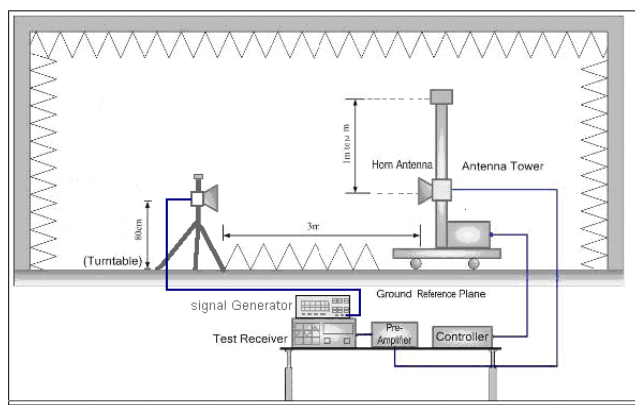 1m to 4 m
Horn Antenna
Antenna Tower
80cm
3m
(Turntable)
Ground Reference Plane
signal Generator
Test Receiver
Pre-
Amplifier
Controller